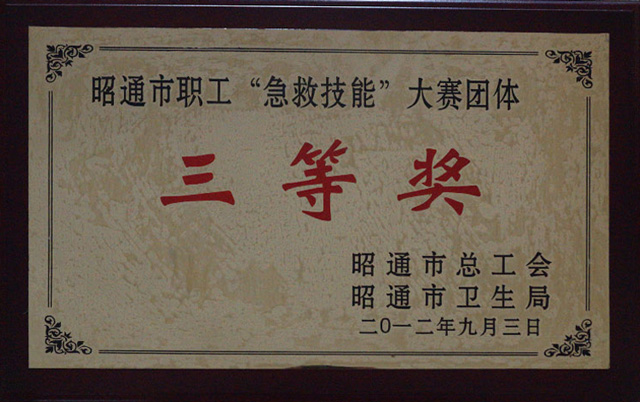 昭通市职工“急救技能”大赛团体
三等奖
昭通市总工会
昭通市卫生局
二〇一二年九月三日